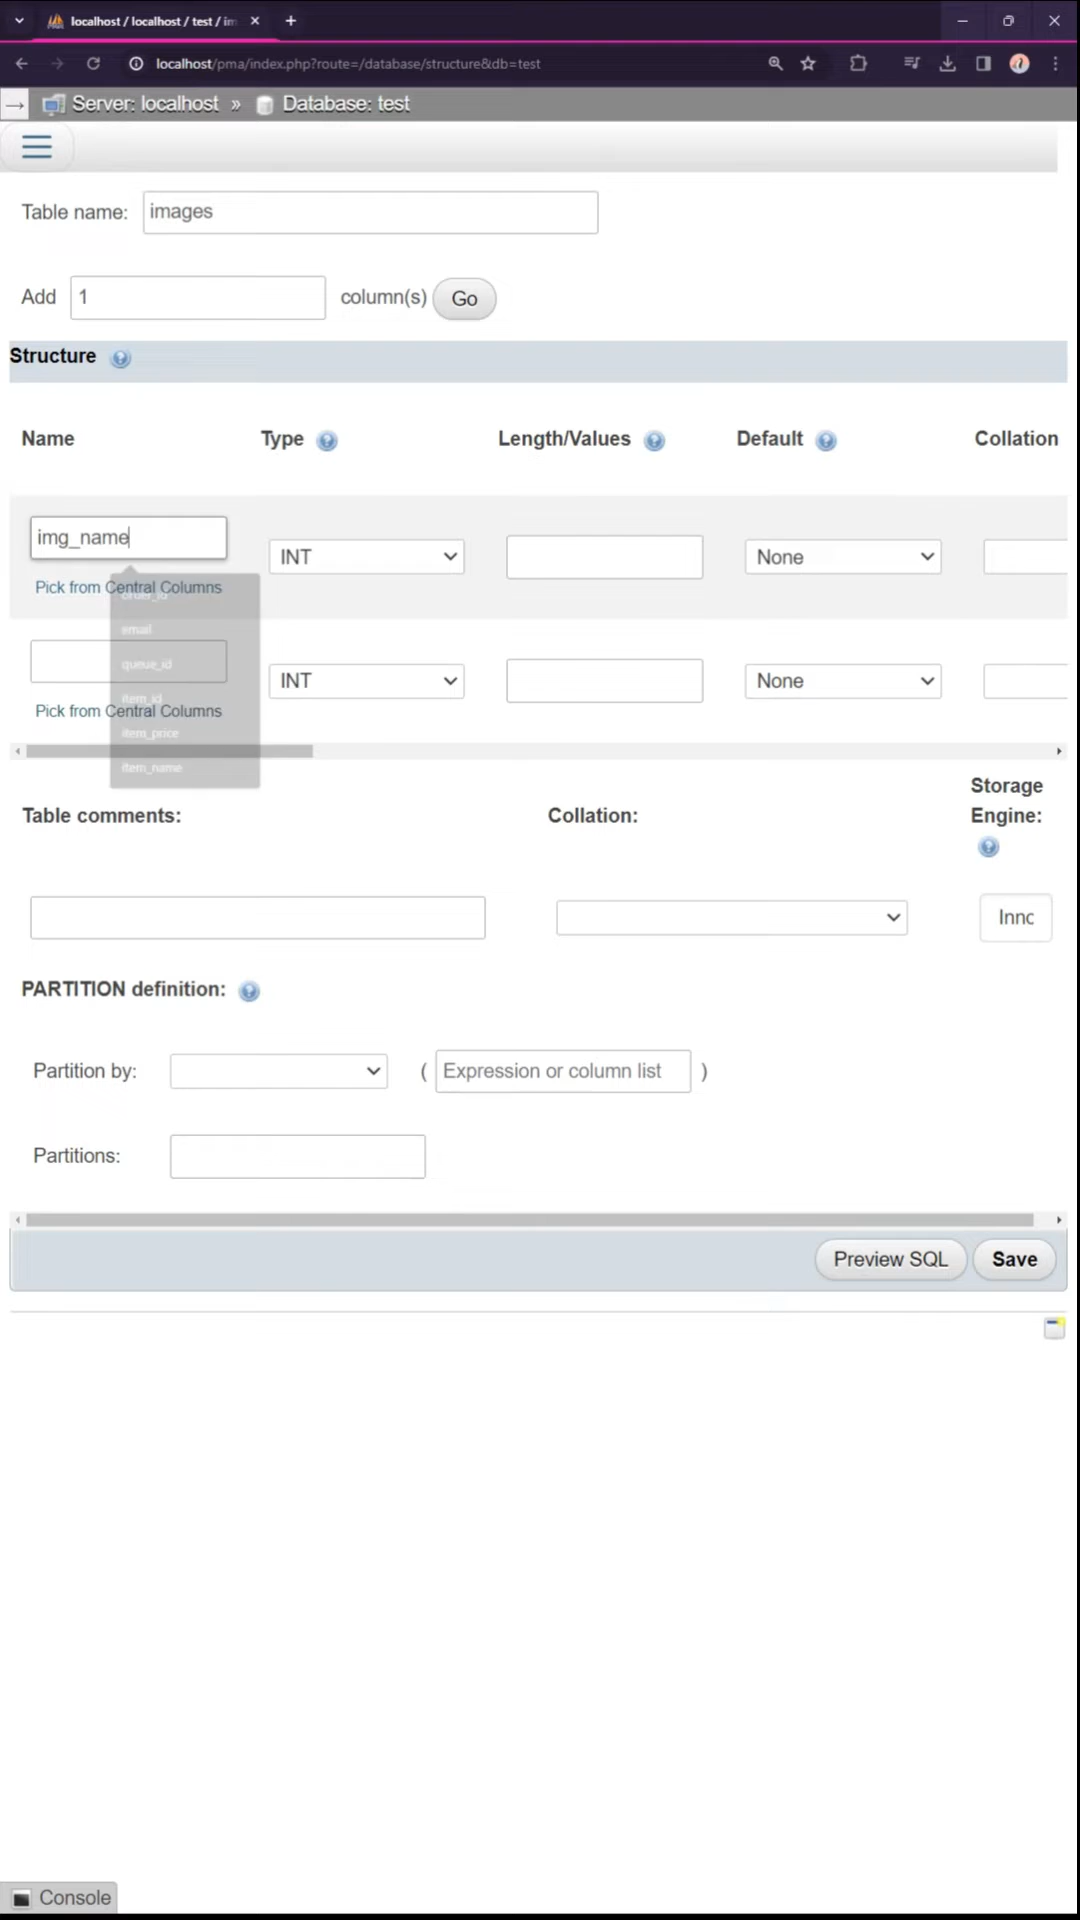 localhost / localhost / test / im
localhost/pma/index.php?route=/database/structure&db=test
Server: localhost » Database: test
Table name: images
Add 1 column(s) Go
Structure
Name Type Length/Values Default Collation
img_name
INT None
Pick from Central Columns
order_id
email
queue_id
INT None
item_id
Pick from Central Columns
item_price
item_name
Storage
Table comments: Collation: Engine:
Inno
PARTITION definition:
Partition by: ( Expression or column list )
Partitions:
Preview SQL Save
Console